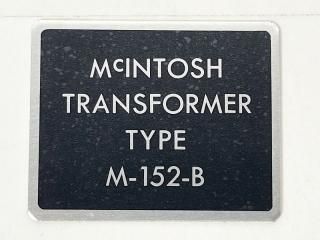 McINTOSH
TRANSFORMER
TYPE
M-152-B